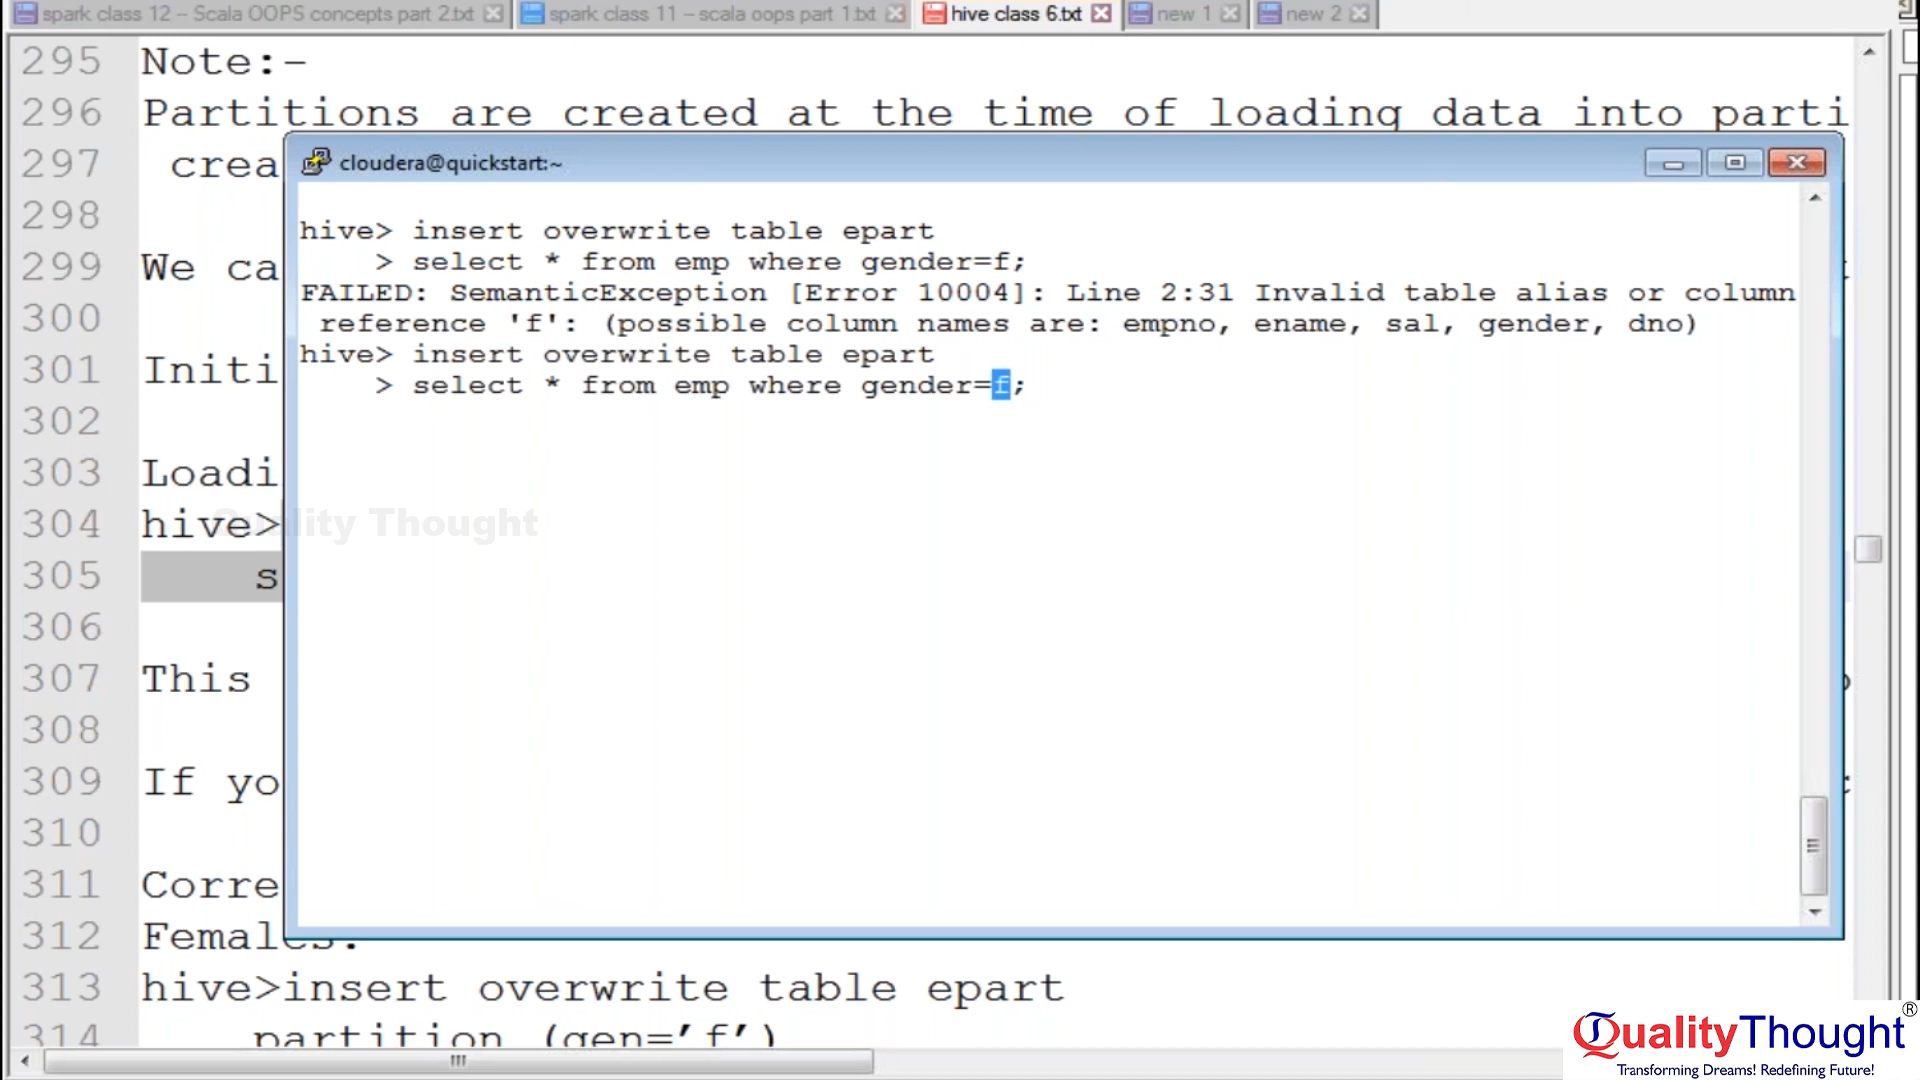 spark class 12 – Scala OOPS concepts part 2.txt spark class 11 – scala oops part 1.txt hive class 6.txt new 1 new 2
295 Note:-
296 Partitions are created at the time of loading data into parti
297 crea
298
299 We ca
300
301 Initi
302
303 Loadi
304 hive>
305 s
306
307 This
308
309 If yo
310
311 Corre
312 Females:
313 hive>insert overwrite table epart
314 partition (gen=’f’)
cloudera@quickstart:~
hive> insert overwrite table epart
> select * from emp where gender=f;
FAILED: SemanticException [Error 10004]: Line 2:31 Invalid table alias or column
reference 'f': (possible column names are: empno, ename, sal, gender, dno)
hive> insert overwrite table epart
> select * from emp where gender=f;
Quality Thought
QualityThought®
Transforming Dreams! Redefining Future!